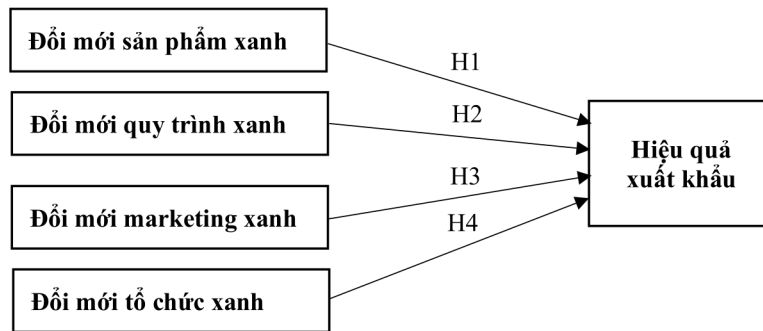 Đổi mới sản phẩm xanh
H1
Đổi mới quy trình xanh
H2
Hiệu quả
xuất khẩu
H3
Đổi mới marketing xanh
H4
Đổi mới tổ chức xanh